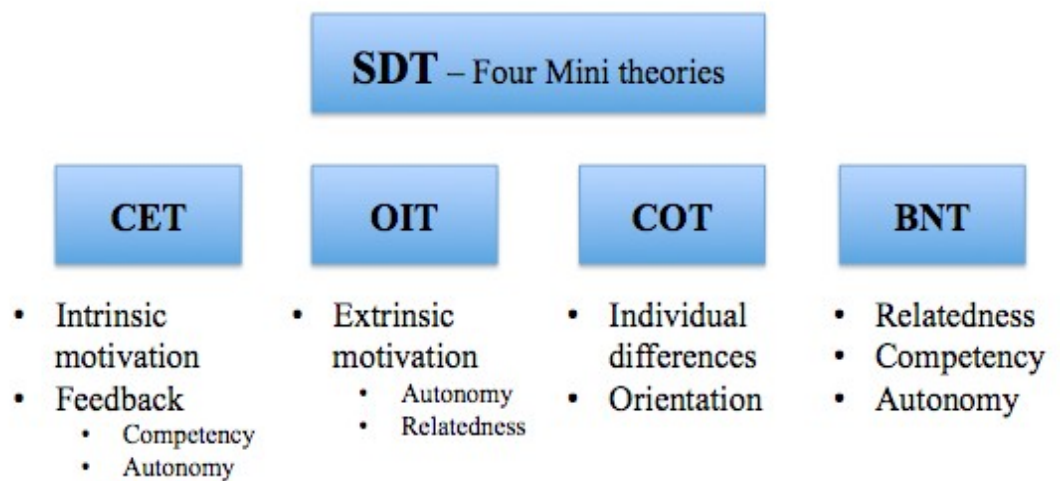 SDT – Four Mini theories
CET
• Intrinsic
motivation
• Feedback
• Competency
• Autonomy
OIT
• Extrinsic
motivation
• Autonomy
• Relatedness
COT
• Individual
differences
• Orientation
BNT
• Relatedness
• Competency
• Autonomy